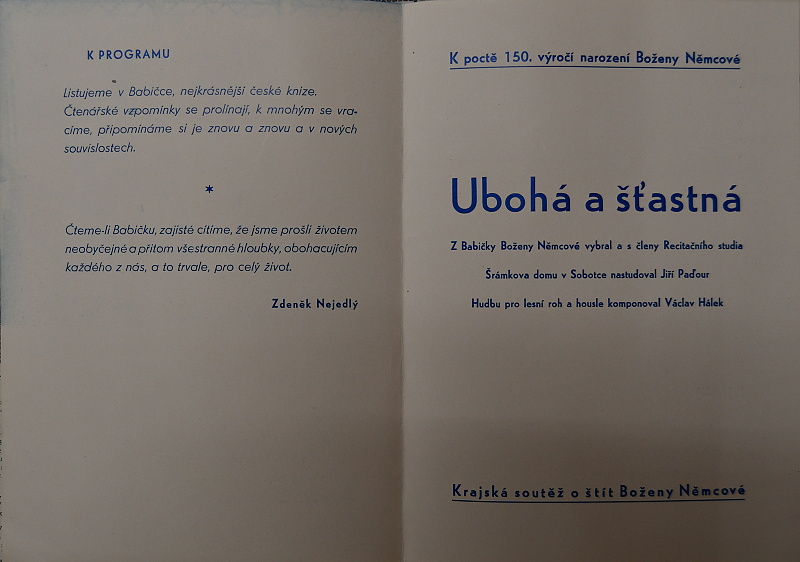 K PROGRAMU
Listujeme v Babičce, nejkrásnější české knize.
Čtenářské vzpomínky se prolínají, k mnohým se vra-
címe, připomínáme si je znovu a znovu a v nových
souvislostech.
*
Čteme-li Babičku, zajisté cítíme, že jsme prošli životem
neobyčejné a přitom všestranné hloubky, obohacujícím
každého z nás, a to trvale, pro celý život.
Zdeněk Nejedlý
K poctě 150. výročí narození Boženy Němcové
Ubohá a šťastná
Z Babičky Boženy Němcové vybral a s členy Recitačního studia
Šrámkova domu v Sobotce nastudoval Jiří Paďour
Hudbu pro lesní roh a housle komponoval Václav Hálek
Krajská soutěž o štít Boženy Němcové